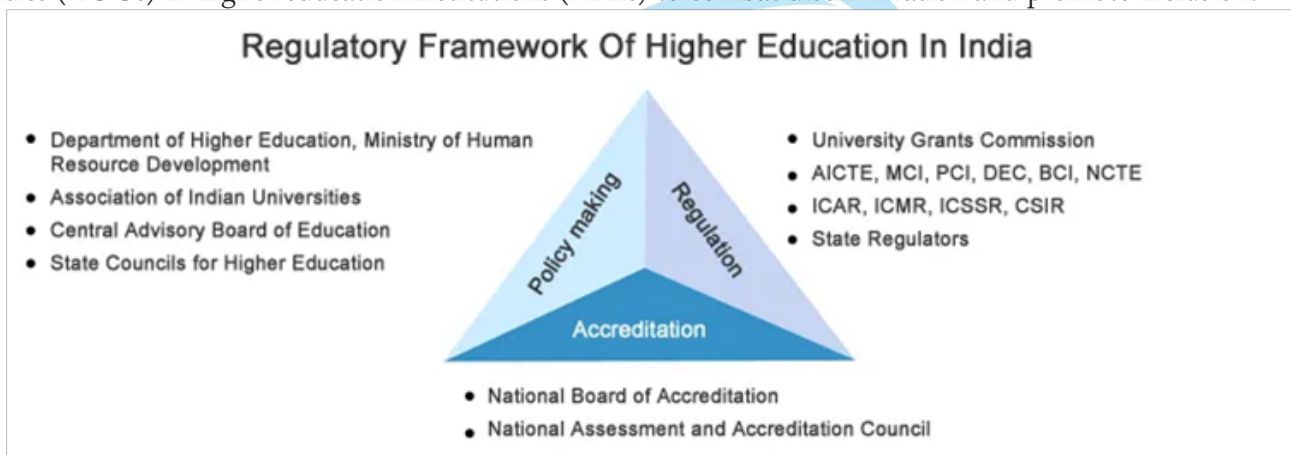 Regulatory Framework Of Higher Education In India
• Department of Higher Education, Ministry of Human
Resource Development
• Association of Indian Universities
• Central Advisory Board of Education
• State Councils for Higher Education
Policy making
Regulation
Accreditation
• University Grants Commission
• AICTE, MCI, PCI, DEC, BCI, NCTE
• ICAR, ICMR, ICSSR, CSIR
• State Regulators
• National Board of Accreditation
• National Assessment and Accreditation Council